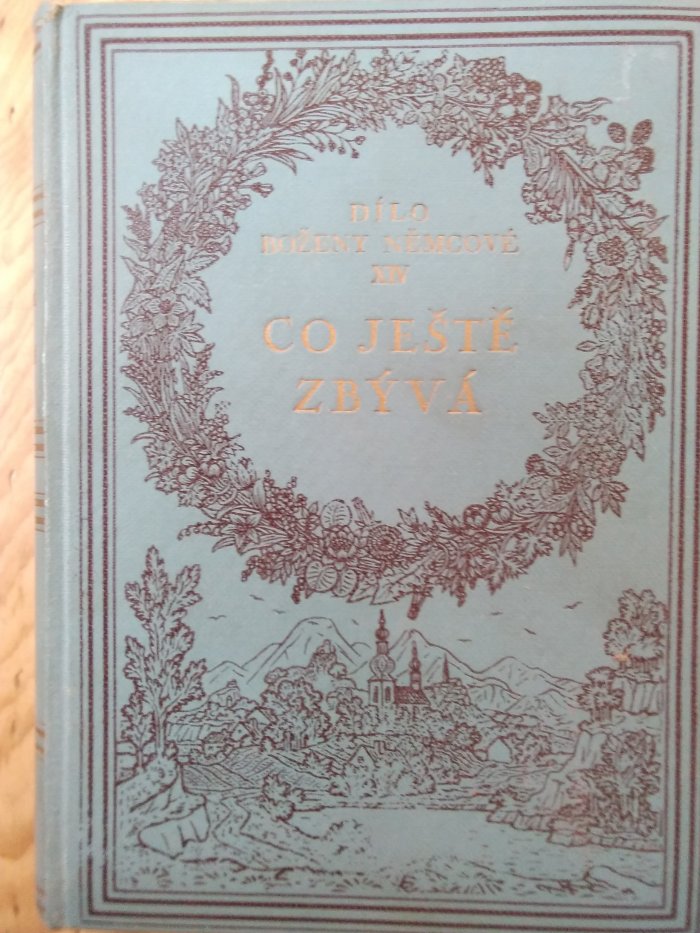 DÍLO
BOŽENY NĚMCOVÉ
XIV
CO JEŠTĚ
ZBÝVÁ